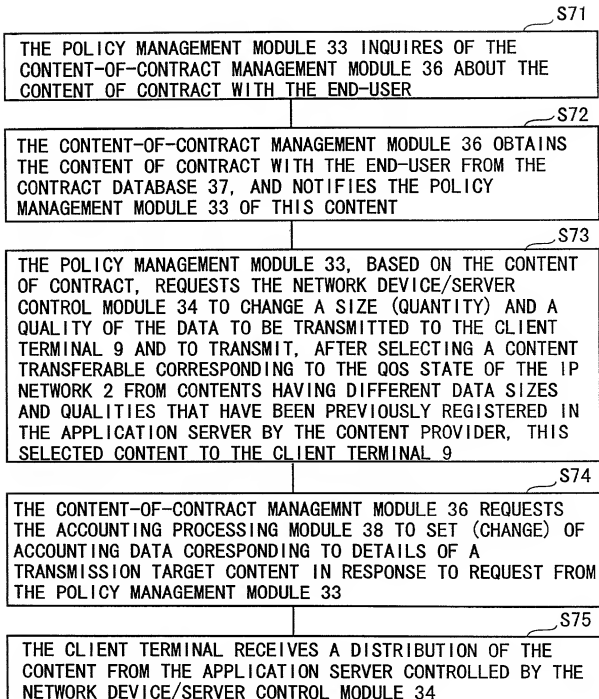 S71
THE POLICY MANAGEMENT MODULE 33 INQUIRES OF THE
CONTENT-OF-CONTRACT MANAGEMENT MODULE 36 ABOUT THE
CONTENT OF CONTRACT WITH THE END-USER
S72
THE CONTENT-OF-CONTRACT MANAGEMENT MODULE 36 OBTAINS
THE CONTENT OF CONTRACT WITH THE END-USER FROM THE
CONTRACT DATABASE 37, AND NOTIFIES THE POLICY
MANAGEMENT MODULE 33 OF THIS CONTENT
S73
THE POLICY MANAGEMENT MODULE 33, BASED ON THE CONTENT
OF CONTRACT, REQUESTS THE NETWORK DEVICE/SERVER
CONTROL MODULE 34 TO CHANGE A SIZE (QUANTITY) AND A
QUALITY OF THE DATA TO BE TRANSMITTED TO THE CLIENT
TERMINAL 9 AND TO TRANSMIT, AFTER SELECTING A CONTENT
TRANSFERABLE CORRESPONDING TO THE QOS STATE OF THE IP
NETWORK 2 FROM CONTENTS HAVING DIFFERENT DATA SIZES
AND QUALITIES THAT HAVE BEEN PREVIOUSLY REGISTERED IN
THE APPLICATION SERVER BY THE CONTENT PROVIDER, THIS
SELECTED CONTENT TO THE CLIENT TERMINAL 9
S74
THE CONTENT-OF-CONTRACT MANAGEMNT MODULE 36 REQUESTS
THE ACCOUNTING PROCESSING MODULE 38 TO SET (CHANGE) OF
ACCOUNTING DATA CORESPONDING TO DETAILS OF A
TRANSMISSION TARGET CONTENT IN RESPONSE TO REQUEST FROM
THE POLICY MANAGEMENT MODULE 33
S75
THE CLIENT TERMINAL RECEIVES A DISTRIBUTION OF THE
CONTENT FROM THE APPLICATION SERVER CONTROLLED BY THE
NETWORK DEVICE/SERVER CONTROL MODULE 34